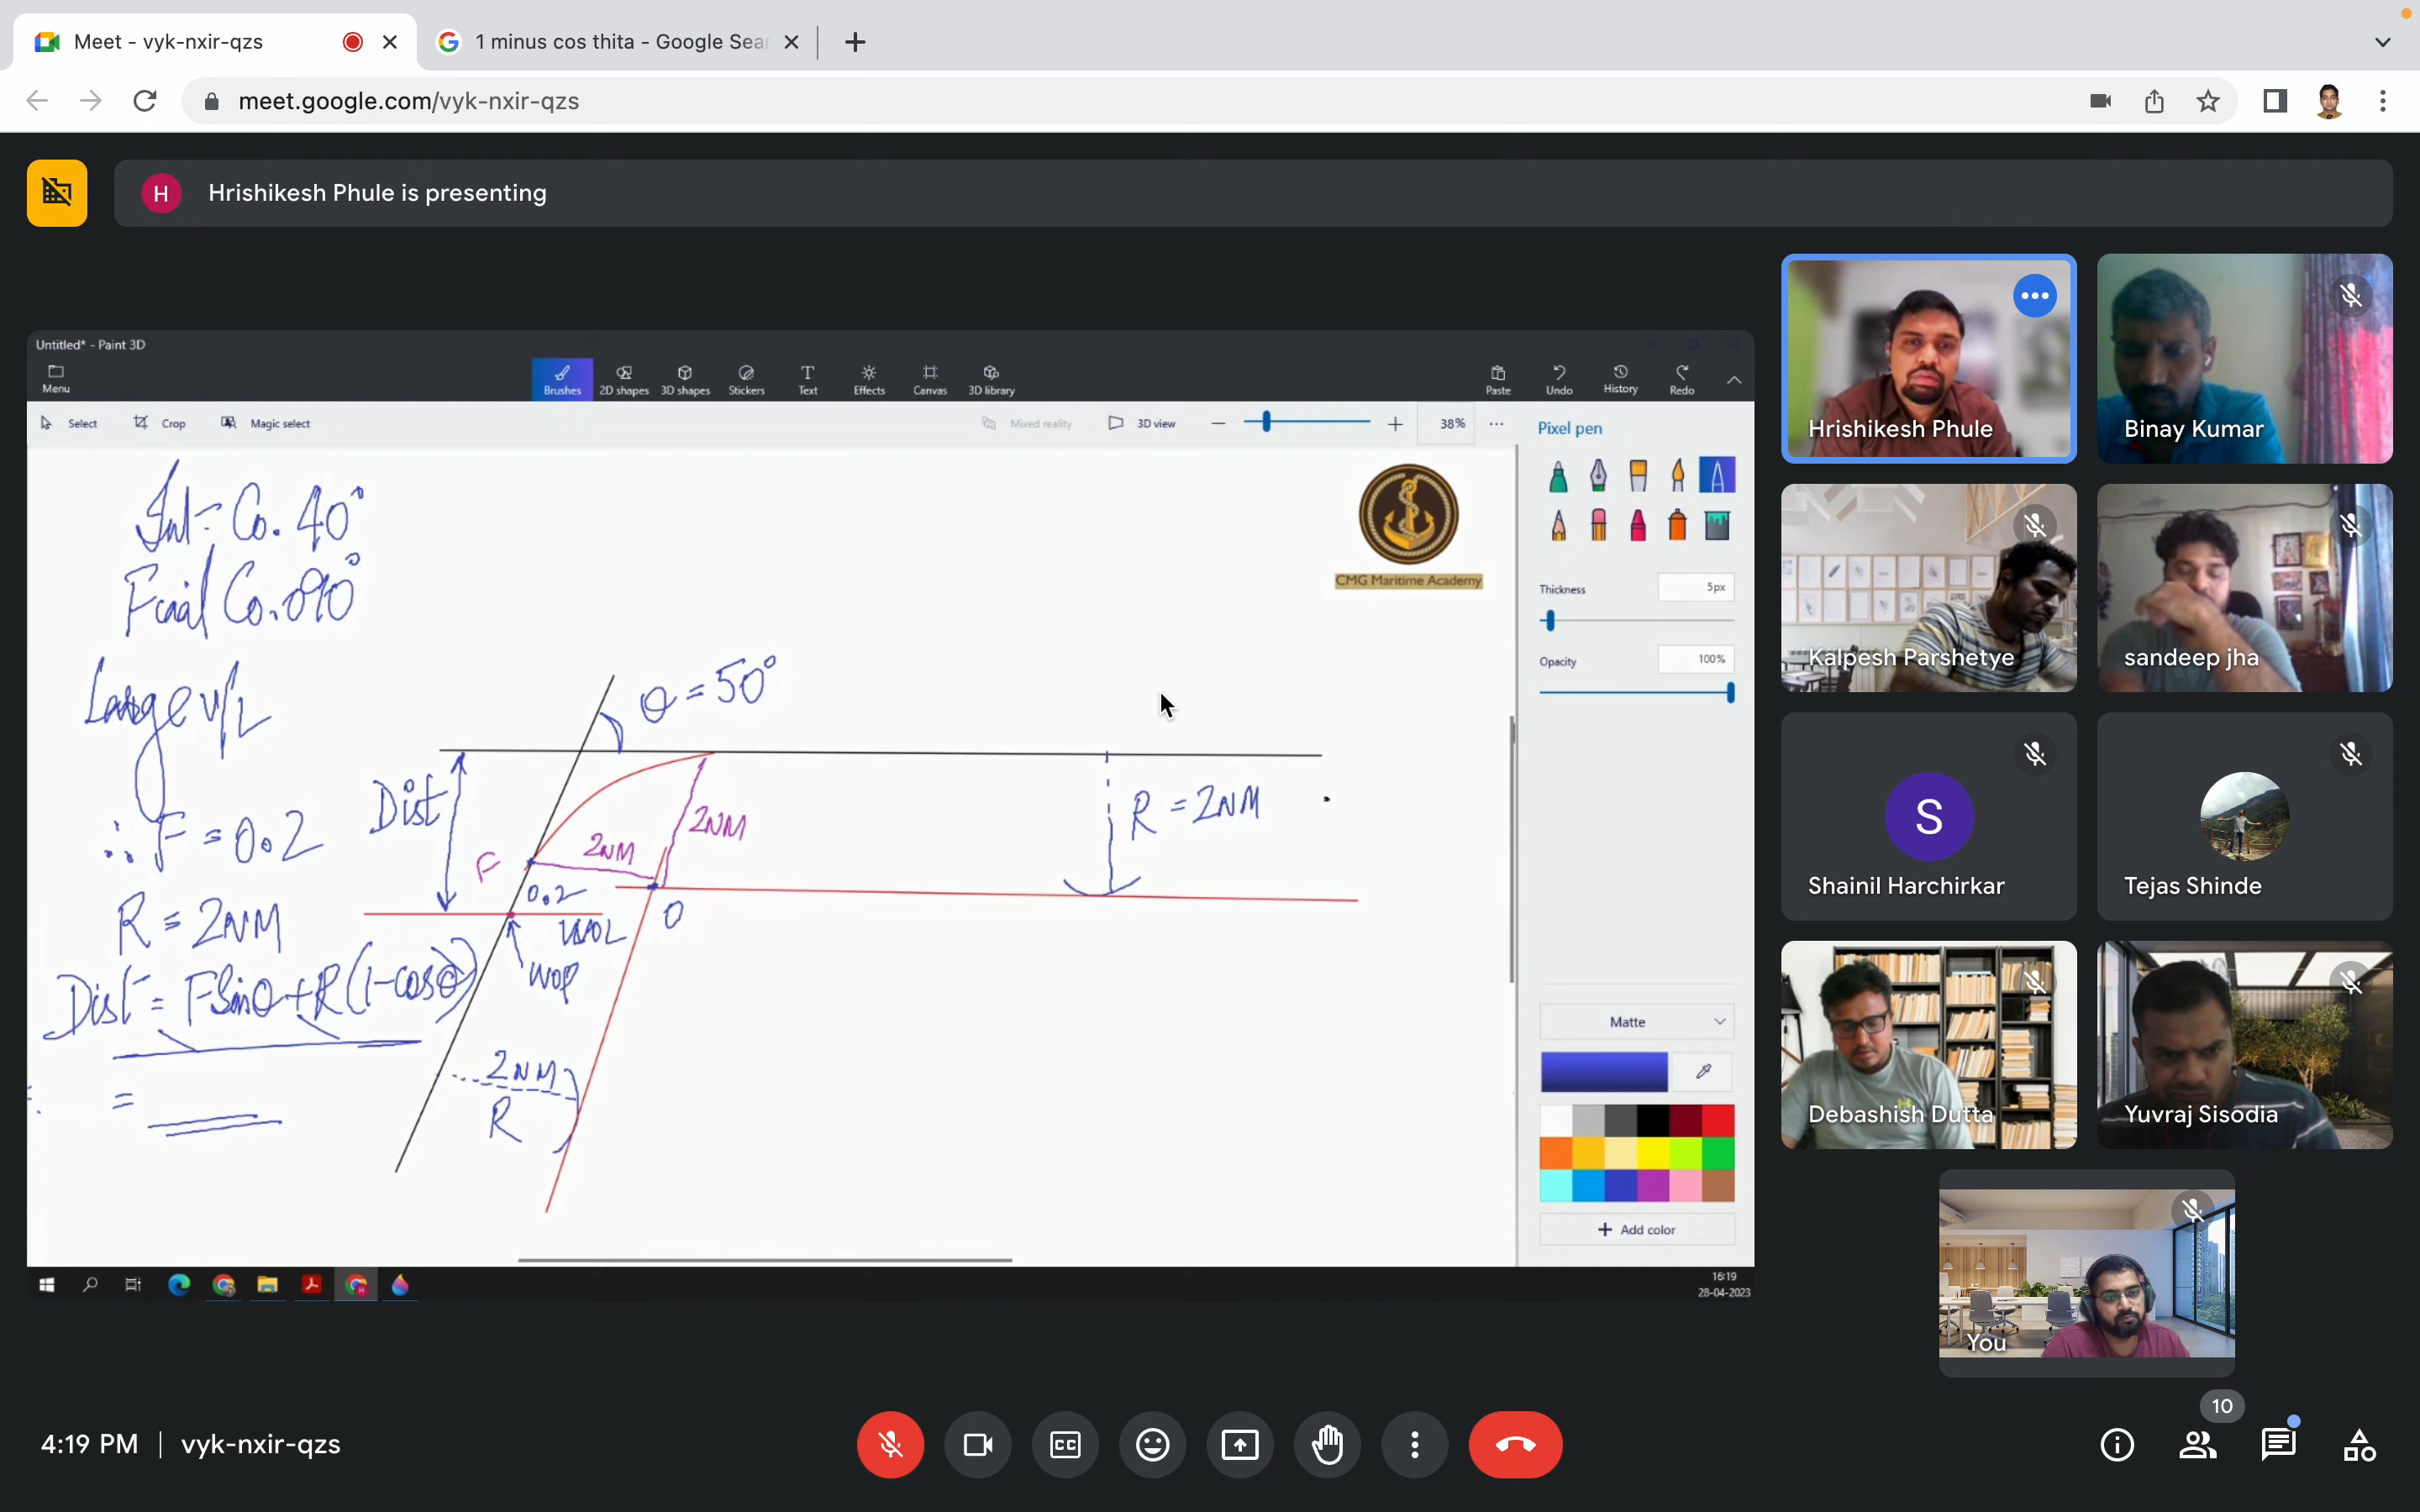 Meet - vyk-nxir-qzs
1 minus cos thita - Google Sear
meet.google.com/vyk-nxir-qzs
H
Hrishikesh Phule is presenting
Untitled* - Paint 3D
Menu
Brushes
2D shapes
3D shapes
Stickers
Text
Effects
Canvas
3D library
Paste
Undo
History
Redo
Select
Crop
Magic select
Mixed reality
3D view
38%
Pixel pen
Thickness
5px
Opacity
100%
Matte
Add color
CMG Maritime Academy
Co. 40°
Co. 090°
Large v/L
∴ F = 0.2
R = 2NM
Dist = F Sinθ + R (1-cosθ)
=
θ = 50°
Dist
F
2NM
2NM
R = 2NM
0.2
WOL
O
WOP
2NM
R
16:19
28-04-2023
Hrishikesh Phule
Binay Kumar
Kalpesh Parshetye
sandeep jha
S
Shainil Harchirkar
Tejas Shinde
Debashish Dutta
Yuvraj Sisodia
You
4:19 PM | vyk-nxir-qzs
CC
10